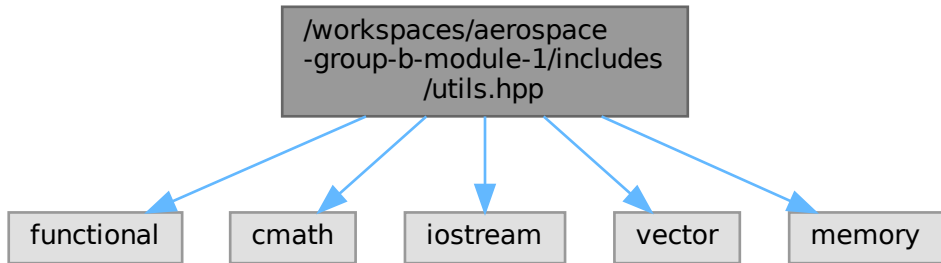 /workspaces/aerospace
-group-b-module-1/includes
/utils.hpp
functional
cmath
iostream
vector
memory